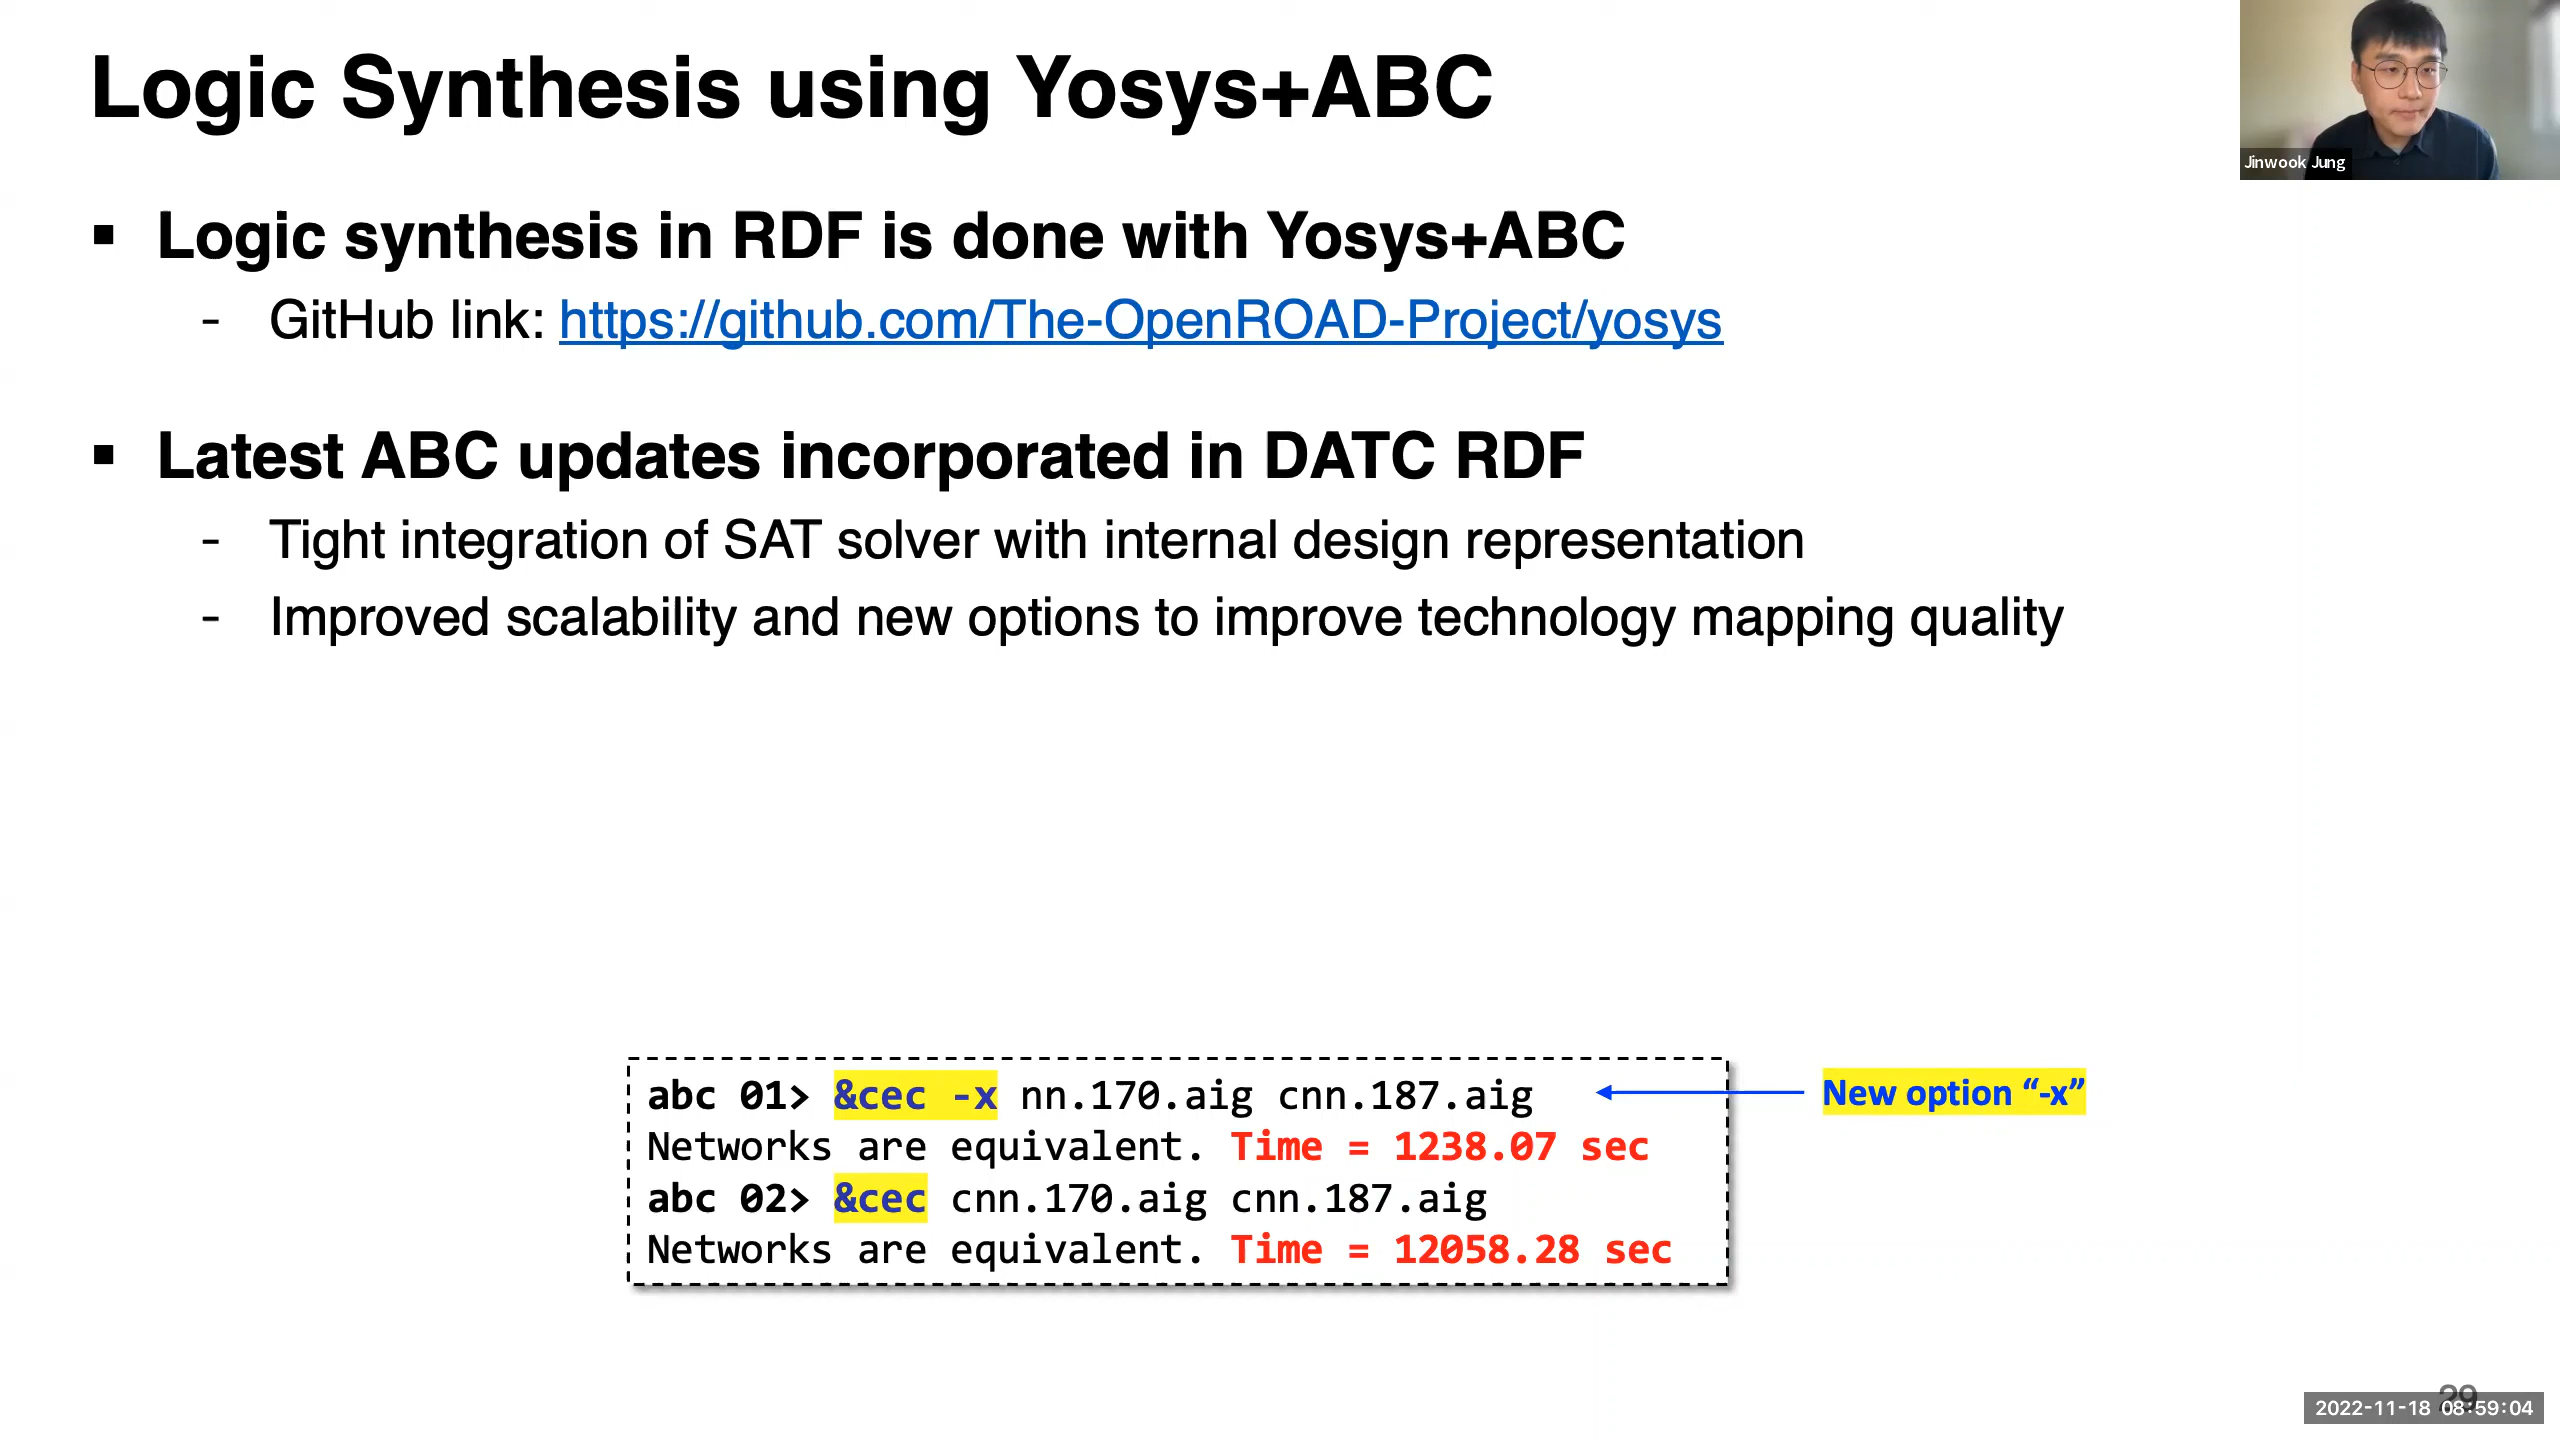 Logic Synthesis using Yosys+ABC
Jinwook Jung
▪ Logic synthesis in RDF is done with Yosys+ABC
- GitHub link: https://github.com/The-OpenROAD-Project/yosys
▪ Latest ABC updates incorporated in DATC RDF
- Tight integration of SAT solver with internal design representation
- Improved scalability and new options to improve technology mapping quality
abc 01> &cec -x nn.170.aig cnn.187.aig
New option “-x”
Networks are equivalent. Time = 1238.07 sec
abc 02> &cec cnn.170.aig cnn.187.aig
Networks are equivalent. Time = 12058.28 sec
29
2022-11-18 08:59:04